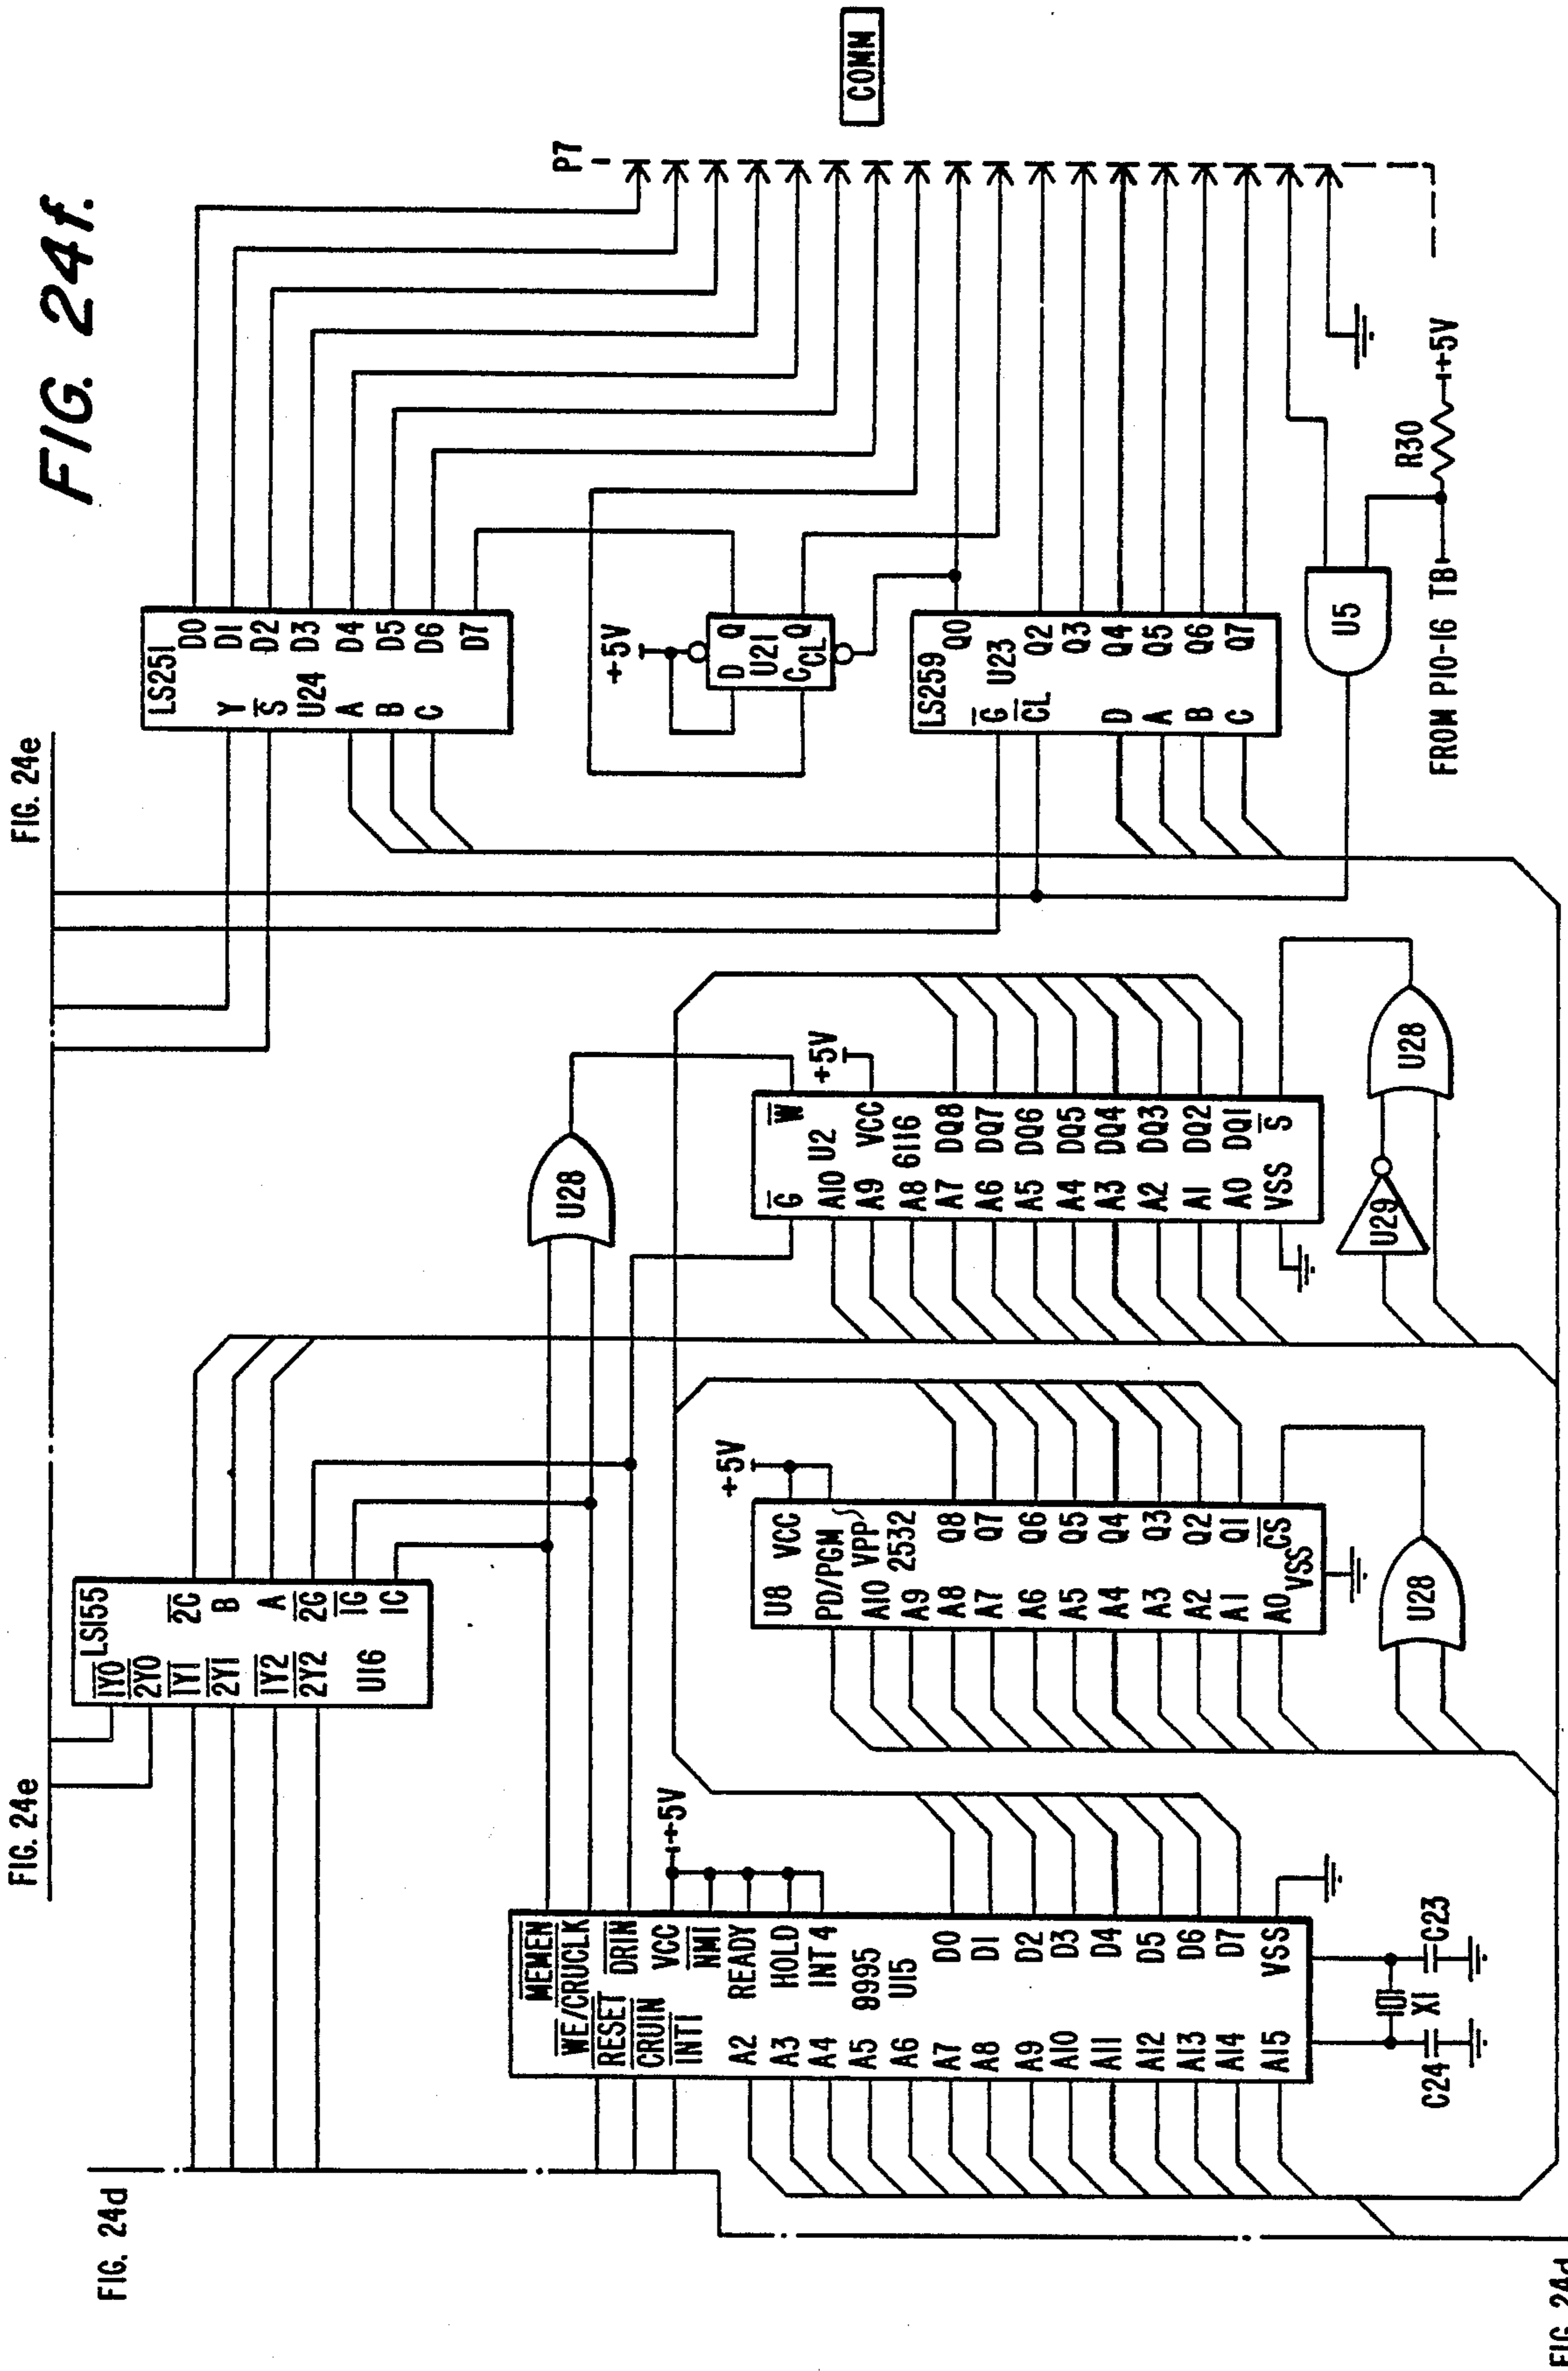 FIG. 24f.
FIG. 24e
FIG. 24e
FIG. 24d
FIG. 24d
COMM
P7
LS251
Y
S
U24
A
B
C
D0
D1
D2
D3
D4
D5
D6
D7
+5V
D
Q
U21
C
Q
CL
LS259
G
CL
U23
D
A
B
C
Q0
Q2
Q3
Q4
Q5
Q6
Q7
U5
R30
+5V
FROM PIO-16 TB
LS155
1Y0
2Y0
1Y1
2Y1
1Y2
2Y2
U16
2C
B
A
2G
1G
1C
U28
+5V
G
W
U2
A10
A9
A8
A7
A6
A5
A4
A3
A2
A1
A0
VSS
VCC
6116
DQ8
DQ7
DQ6
DQ5
DQ4
DQ3
DQ2
DQ1
S
U29
U28
+5V
U8
VCC
PD/PGM
VPP
2532
A10
A9
A8
A7
A6
A5
A4
A3
A2
A1
A0
Q8
Q7
Q6
Q5
Q4
Q3
Q2
Q1
CS
VSS
U28
+5V
MEMEN
WE/CRUCLK
RESET
DRIN
CRUIN
VCC
INT1
NMI
READY
HOLD
INT4
9995
U15
A2
A3
A4
A5
A6
A7
A8
A9
A10
A11
A12
A13
A14
A15
D0
D1
D2
D3
D4
D5
D6
D7
VSS
C24
X1
C23